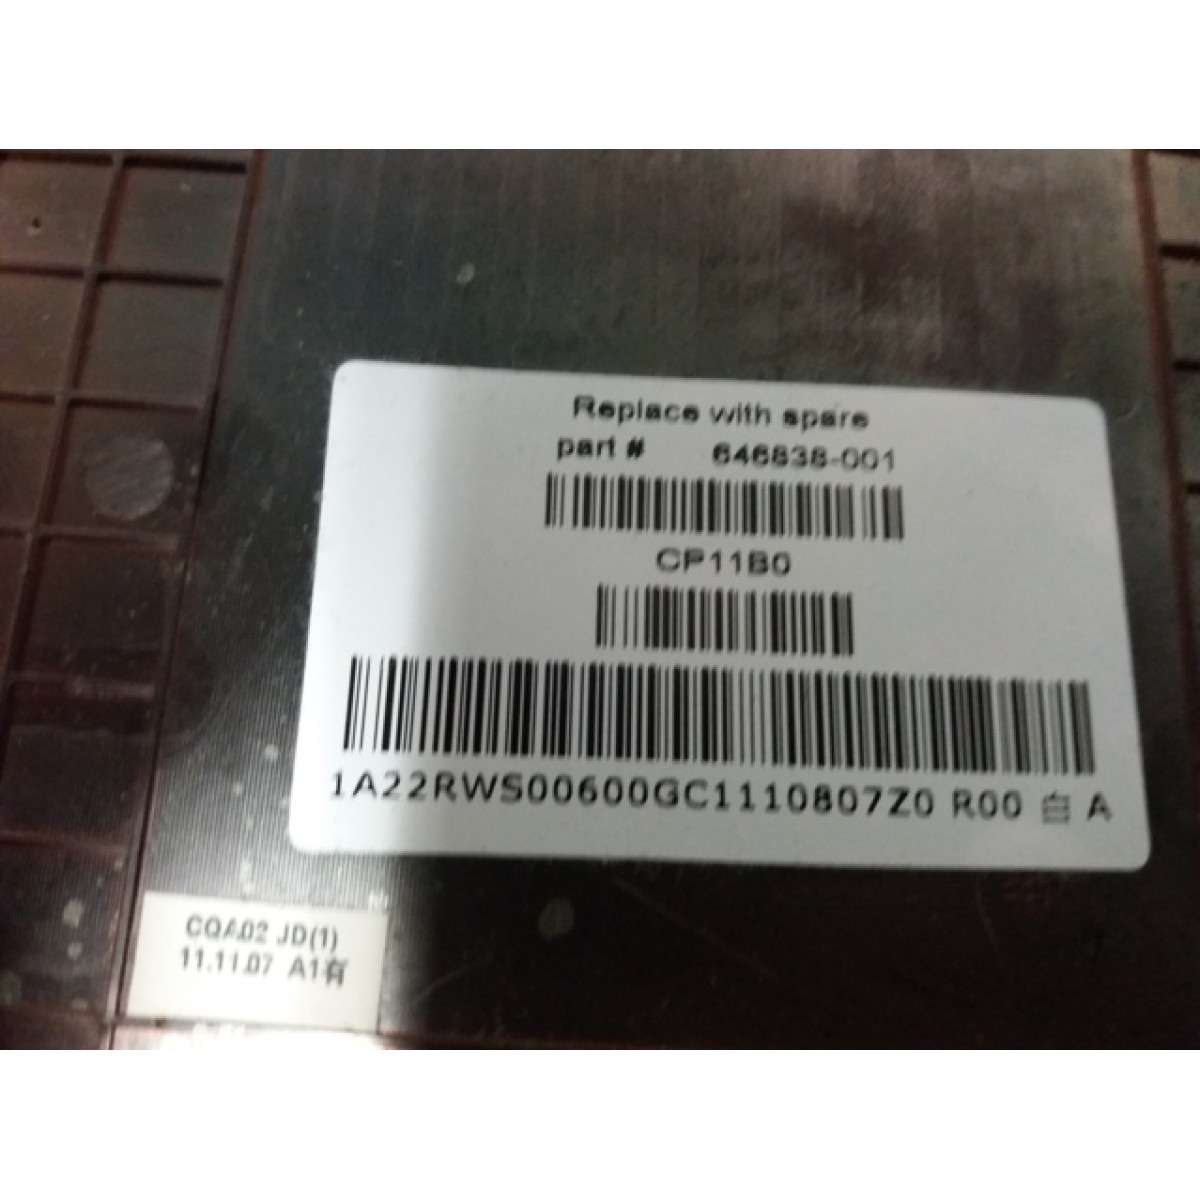 Replace with spare
part # 646838-001
CP11B0
1A22RWS00600GC1110807Z0 R00 白 A
CQA02 JD(1)
11.11.07 A1有